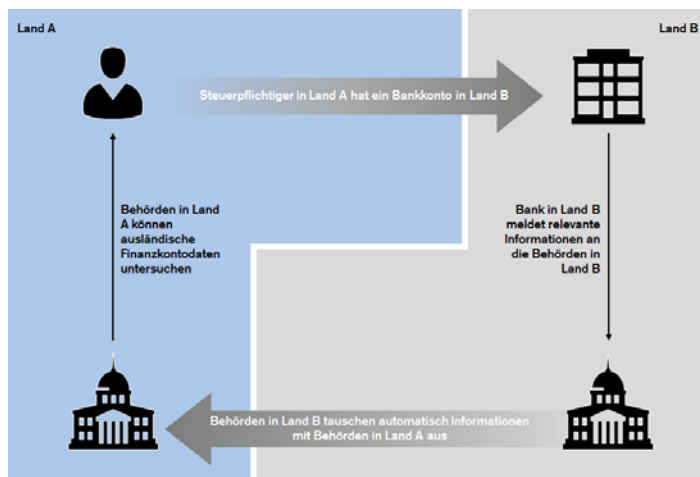 Land A
Land B
Steuerpflichtiger in Land A hat ein Bankkonto in Land B
Behörden in Land
A können
ausländische
Finanzkontodaten
untersuchen
Bank in Land B
meldet relevante
Informationen an
die Behörden in
Land B
Behörden in Land B tauschen automatisch Informationen
mit Behörden in Land A aus